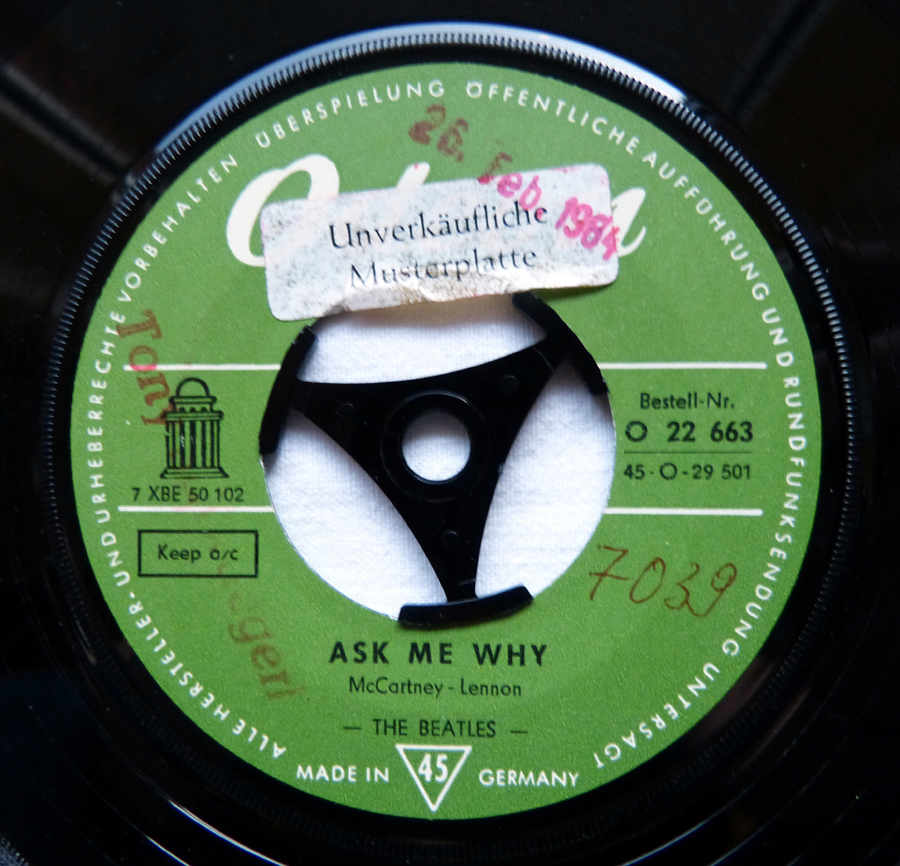 ALLE HERSTELLER- UND URHEBERRECHTE VORBEHALTEN ÜBERSPIELUNG ÖFFENTLICHE AUFFÜHRUNG UND RUNDFUNKSENDUNG UNTERSAGT
26. Feb. 1964
Unverkäufliche
Musterplatte
Tony
Bestell-Nr.
O 22 663
45-O-29 501
7 XBE 50 102
Keep a/c
7039
ASK ME WHY
McCartney - Lennon
— THE BEATLES —
MADE IN 45 GERMANY